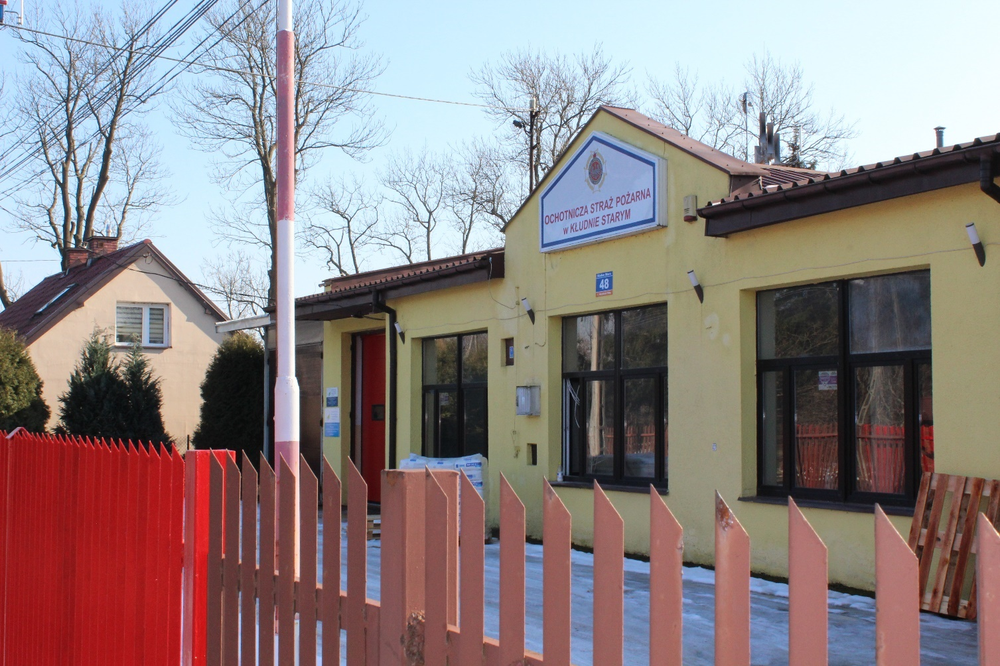 OCHOTNICZA STRAŻ POŻARNA
w KŁUDNIE STARYM
48